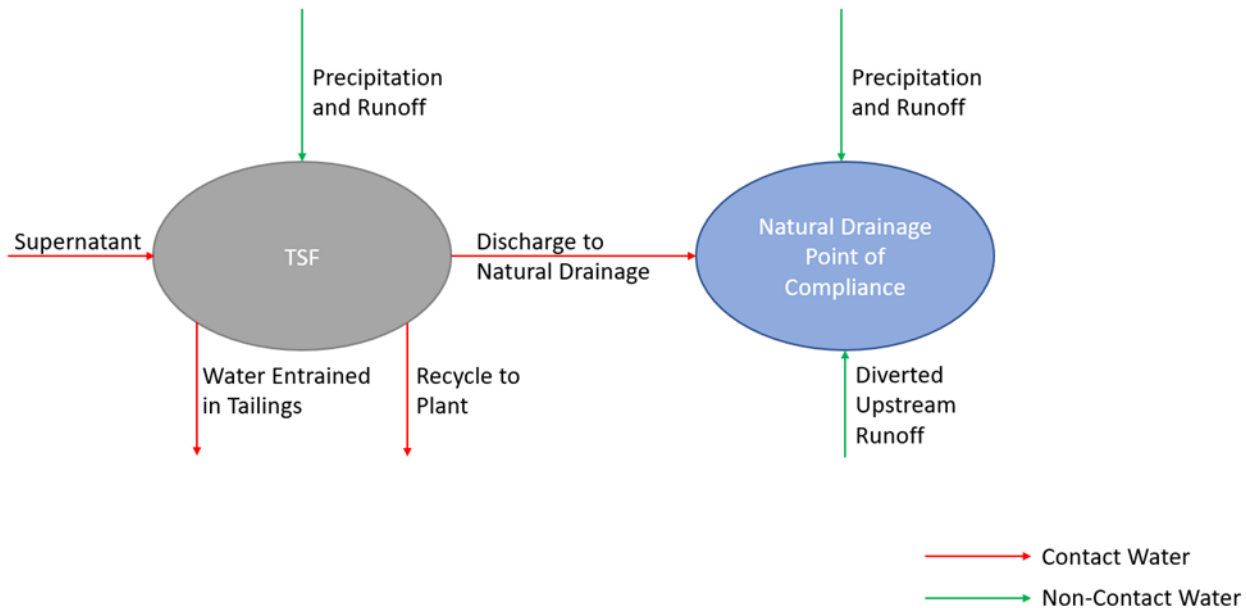 Precipitation
and Runoff
Precipitation
and Runoff
Supernatant
TSF
Discharge to
Natural Drainage
Natural Drainage
Point of
Compliance
Water Entrained
in Tailings
Recycle to
Plant
Diverted
Upstream
Runoff
Contact Water
Non-Contact Water